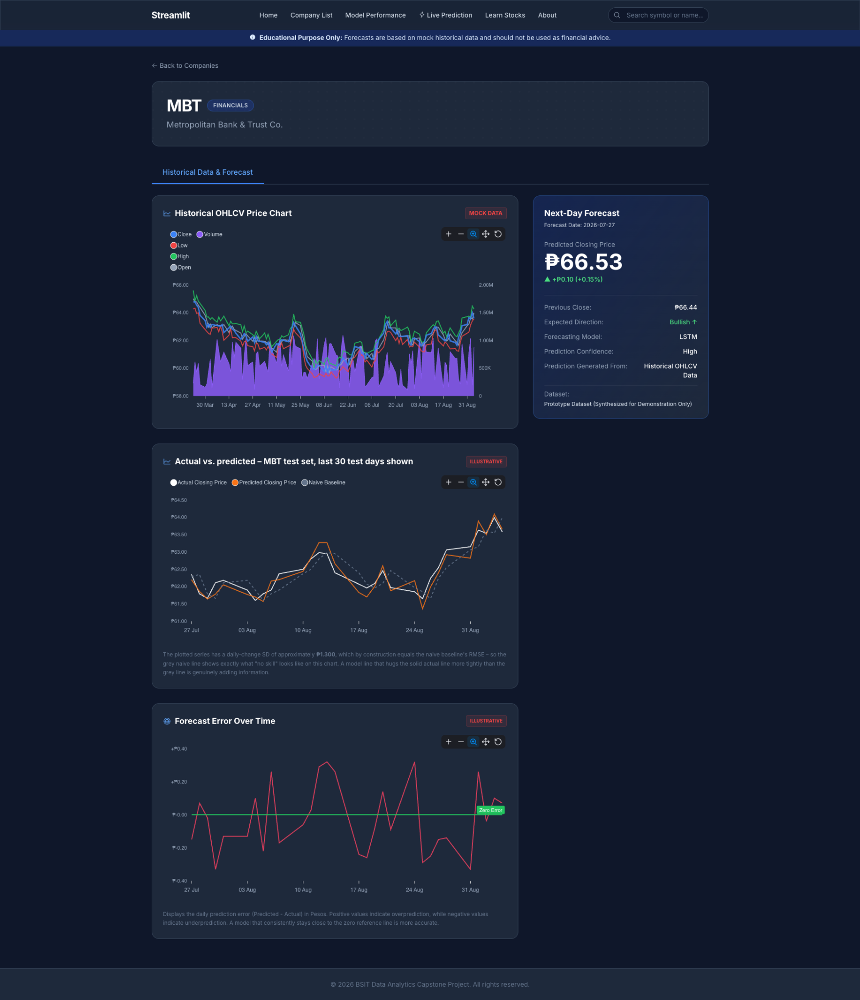 Streamlit
Home
Company List
Model Performance
Live Prediction
Learn Stocks
About
Search symbol or name...
Educational Purpose Only: Forecasts are based on mock historical data and should not be used as financial advice.
← Back to Companies
MBT
FINANCIALS
Metropolitan Bank & Trust Co.
Historical Data & Forecast
Historical OHLCV Price Chart
MOCK DATA
Close
Volume
Low
High
Open
₱66.00
₱64.00
₱62.00
₱60.00
₱58.00
2.00M
1.50M
1.00M
500K
0
30 Mar
13 Apr
27 Apr
11 May
25 May
08 Jun
22 Jun
06 Jul
20 Jul
03 Aug
17 Aug
31 Aug
Next-Day Forecast
Forecast Date: 2026-07-27
Predicted Closing Price
₱66.53
▲ +₱0.10 (+0.15%)
Previous Close:
₱66.44
Expected Direction:
Bullish ↑
Forecasting Model:
LSTM
Prediction Confidence:
High
Prediction Generated From:
Historical OHLCV
Data
Dataset:
Prototype Dataset (Synthesized for Demonstration Only)
Actual vs. predicted – MBT test set, last 30 test days shown
ILLUSTRATIVE
Actual Closing Price
Predicted Closing Price
Naive Baseline
₱64.50
₱64.00
₱63.50
₱63.00
₱62.50
₱62.00
₱61.50
₱61.00
27 Jul
03 Aug
10 Aug
17 Aug
24 Aug
31 Aug
The plotted series has a daily-change SD of approximately ₱1.300, which by construction equals the naive baseline's RMSE – so the
grey naive line shows exactly what "no skill" looks like on this chart. A model line that hugs the solid actual line more tightly than the
grey line is genuinely adding information.
Forecast Error Over Time
ILLUSTRATIVE
+₱0.40
+₱0.20
₱-0.00
₱-0.20
₱-0.40
Zero Error
27 Jul
03 Aug
10 Aug
17 Aug
24 Aug
31 Aug
Displays the daily prediction error (Predicted - Actual) in Pesos. Positive values indicate overprediction, while negative values
indicate underprediction. A model that consistently stays close to the zero reference line is more accurate.
© 2026 BSIT Data Analytics Capstone Project. All rights reserved.